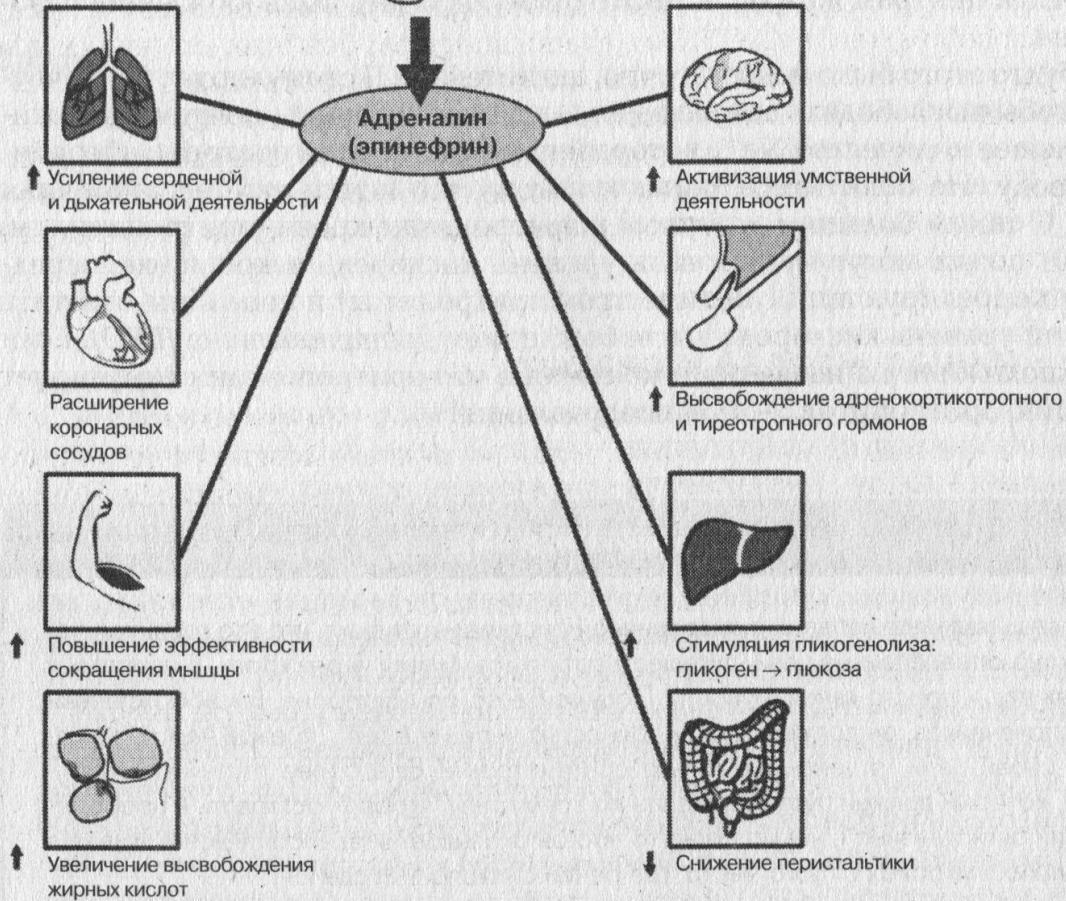 Адреналин
(эпинефрин)
Усиление сердечной
и дыхательной деятельности
Активизация умственной
деятельности
Расширение
коронарных
сосудов
Высвобождение адренокортикотропного
и тиреотропного гормонов
Повышение эффективности
сокращения мышцы
Стимуляция гликогенолиза:
гликоген → глюкоза
Увеличение высвобождения
жирных кислот
Снижение перистальтики